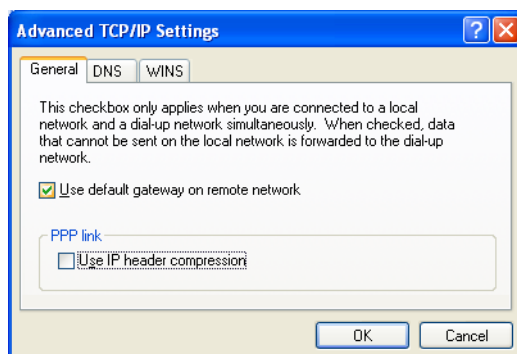 Advanced TCP/IP Settings
General DNS WINS
This checkbox only applies when you are connected to a local
network and a dial-up network simultaneously. When checked, data
that cannot be sent on the local network is forwarded to the dial-up
network.
Use default gateway on remote network
PPP link
Use IP header compression
OK Cancel